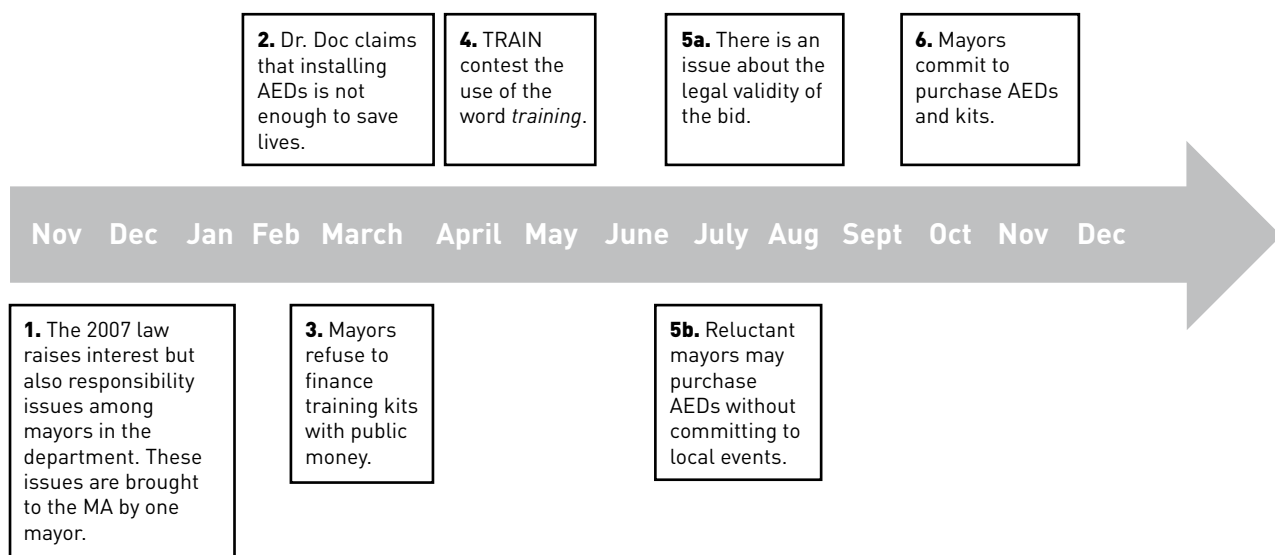 2. Dr. Doc claims
that installing
AEDs is not
enough to save
lives.
4. TRAIN
contest the
use of the
word training.
5a. There is an
issue about the
legal validity of
the bid.
6. Mayors
commit to
purchase AEDs
and kits.
Nov Dec Jan Feb March April May June July Aug Sept Oct Nov Dec
1. The 2007 law
raises interest but
also responsibility
issues among
mayors in the
department. These
issues are brought
to the MA by one
mayor.
3. Mayors
refuse to
finance
training kits
with public
money.
5b. Reluctant
mayors may
purchase
AEDs without
committing to
local events.